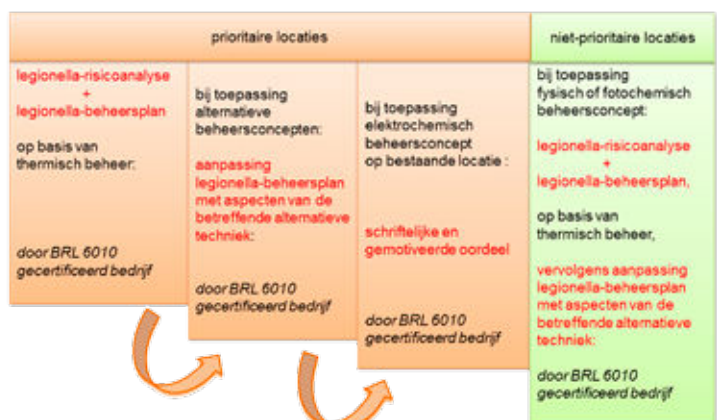 prioritaire locaties
niet-prioritaire locaties
legionella-risicoanalyse
+
legionella-beheersplan
op basis van
thermisch beheer:
door BRL 6010
gecertificeerd bedrijf
bij toepassing
alternatieve
beheersconcepten:
aanpassing
legionella-beheersplan
met aspecten van de
betreffende alternatieve
techniek:
door BRL 6010
gecertificeerd bedrijf
bij toepassing
elektrochemisch
beheersconcept
op bestaande locatie :
schriftelijke en
gemotiveerde oordeel
door BRL 6010
gecertificeerd bedrijf
bij toepassing
fysisch of fotochemisch
beheersconcept:
legionella-risicoanalyse
+
legionella-beheersplan,
op basis van
thermisch beheer,
vervolgens aanpassing
legionella-beheersplan
met aspecten van de
betreffende alternatieve
techniek:
door BRL 6010
gecertificeerd bedrijf